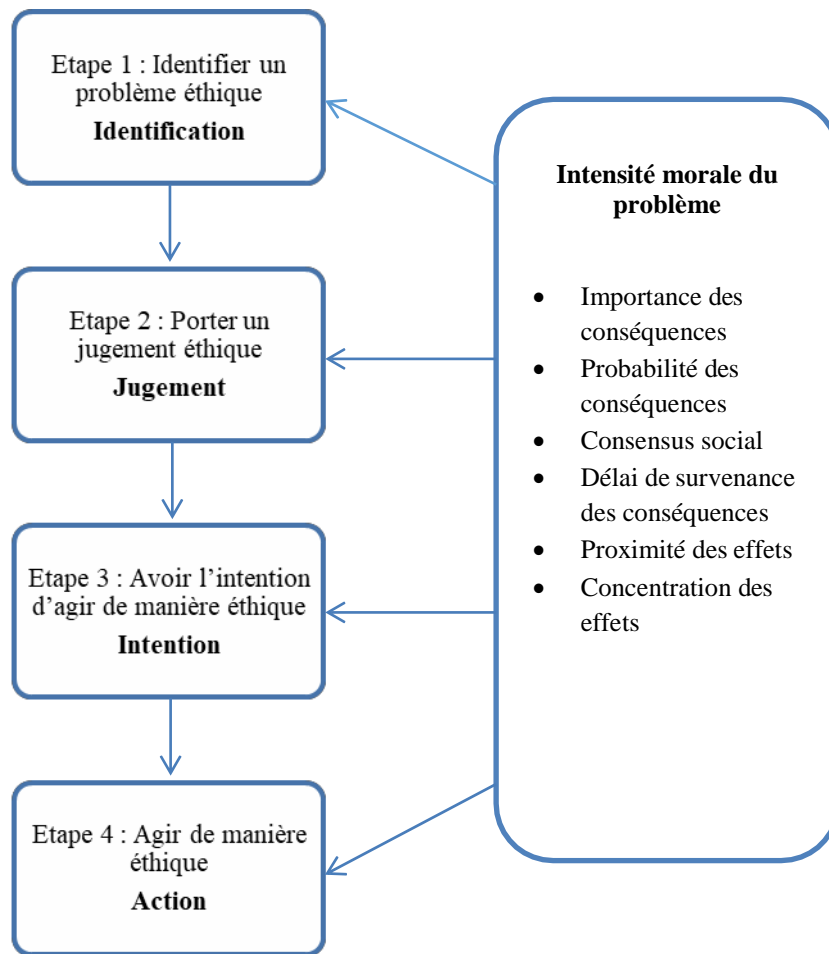 Etape 1 : Identifier un
problème éthique
Identification
Etape 2 : Porter un
jugement éthique
Jugement
Etape 3 : Avoir l’intention
d’agir de manière éthique
Intention
Etape 4 : Agir de manière
éthique
Action
Intensité morale du
problème
• Importance des
conséquences
• Probabilité des
conséquences
• Consensus social
• Délai de survenance
des conséquences
• Proximité des effets
• Concentration des
effets